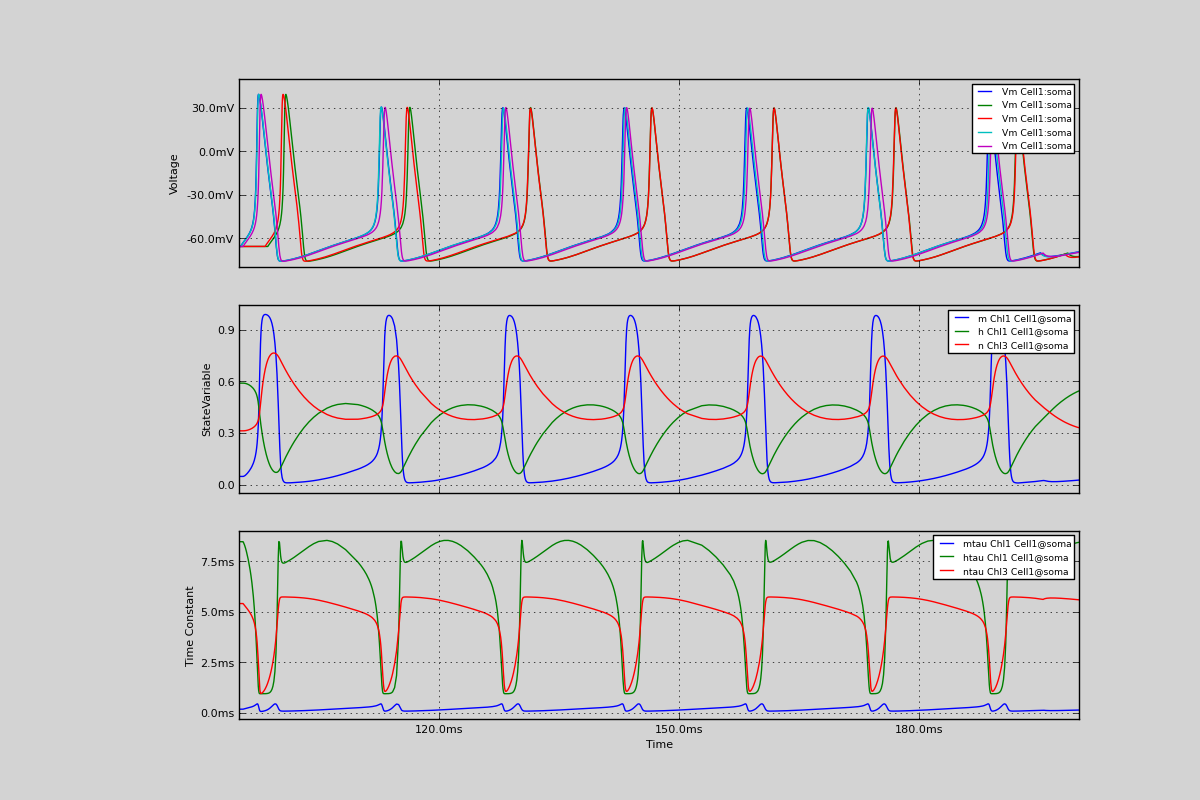 Voltage
30.0mV
0.0mV
-30.0mV
-60.0mV
Vm Cell1:soma
Vm Cell1:soma
Vm Cell1:soma
Vm Cell1:soma
Vm Cell1:soma
StateVariable
0.9
0.6
0.3
0.0
m Chl1 Cell1@soma
h Chl1 Cell1@soma
n Chl3 Cell1@soma
Time Constant
7.5ms
5.0ms
2.5ms
0.0ms
mtau Chl1 Cell1@soma
htau Chl1 Cell1@soma
ntau Chl3 Cell1@soma
120.0ms 150.0ms 180.0ms
Time